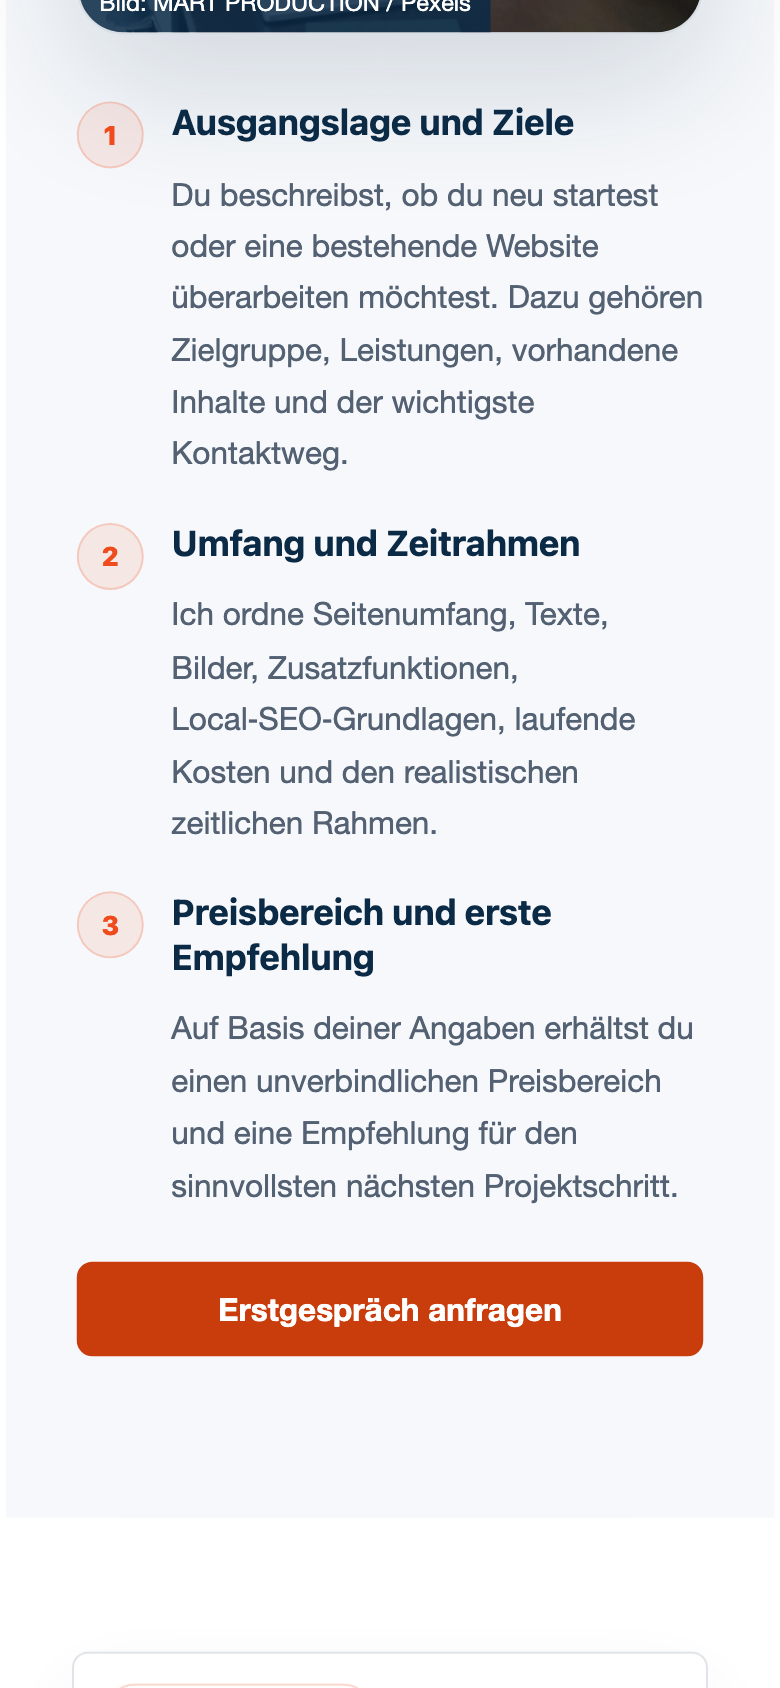 Bild: MART PRODUCTION / Pexels
1
Ausgangslage und Ziele
Du beschreibst, ob du neu startest
oder eine bestehende Website
überarbeiten möchtest. Dazu gehören
Zielgruppe, Leistungen, vorhandene
Inhalte und der wichtigste
Kontaktweg.
2
Umfang und Zeitrahmen
Ich ordne Seitenumfang, Texte,
Bilder, Zusatzfunktionen,
Local-SEO-Grundlagen, laufende
Kosten und den realistischen
zeitlichen Rahmen.
3
Preisbereich und erste
Empfehlung
Auf Basis deiner Angaben erhältst du
einen unverbindlichen Preisbereich
und eine Empfehlung für den
sinnvollsten nächsten Projektschritt.
Erstgespräch anfragen